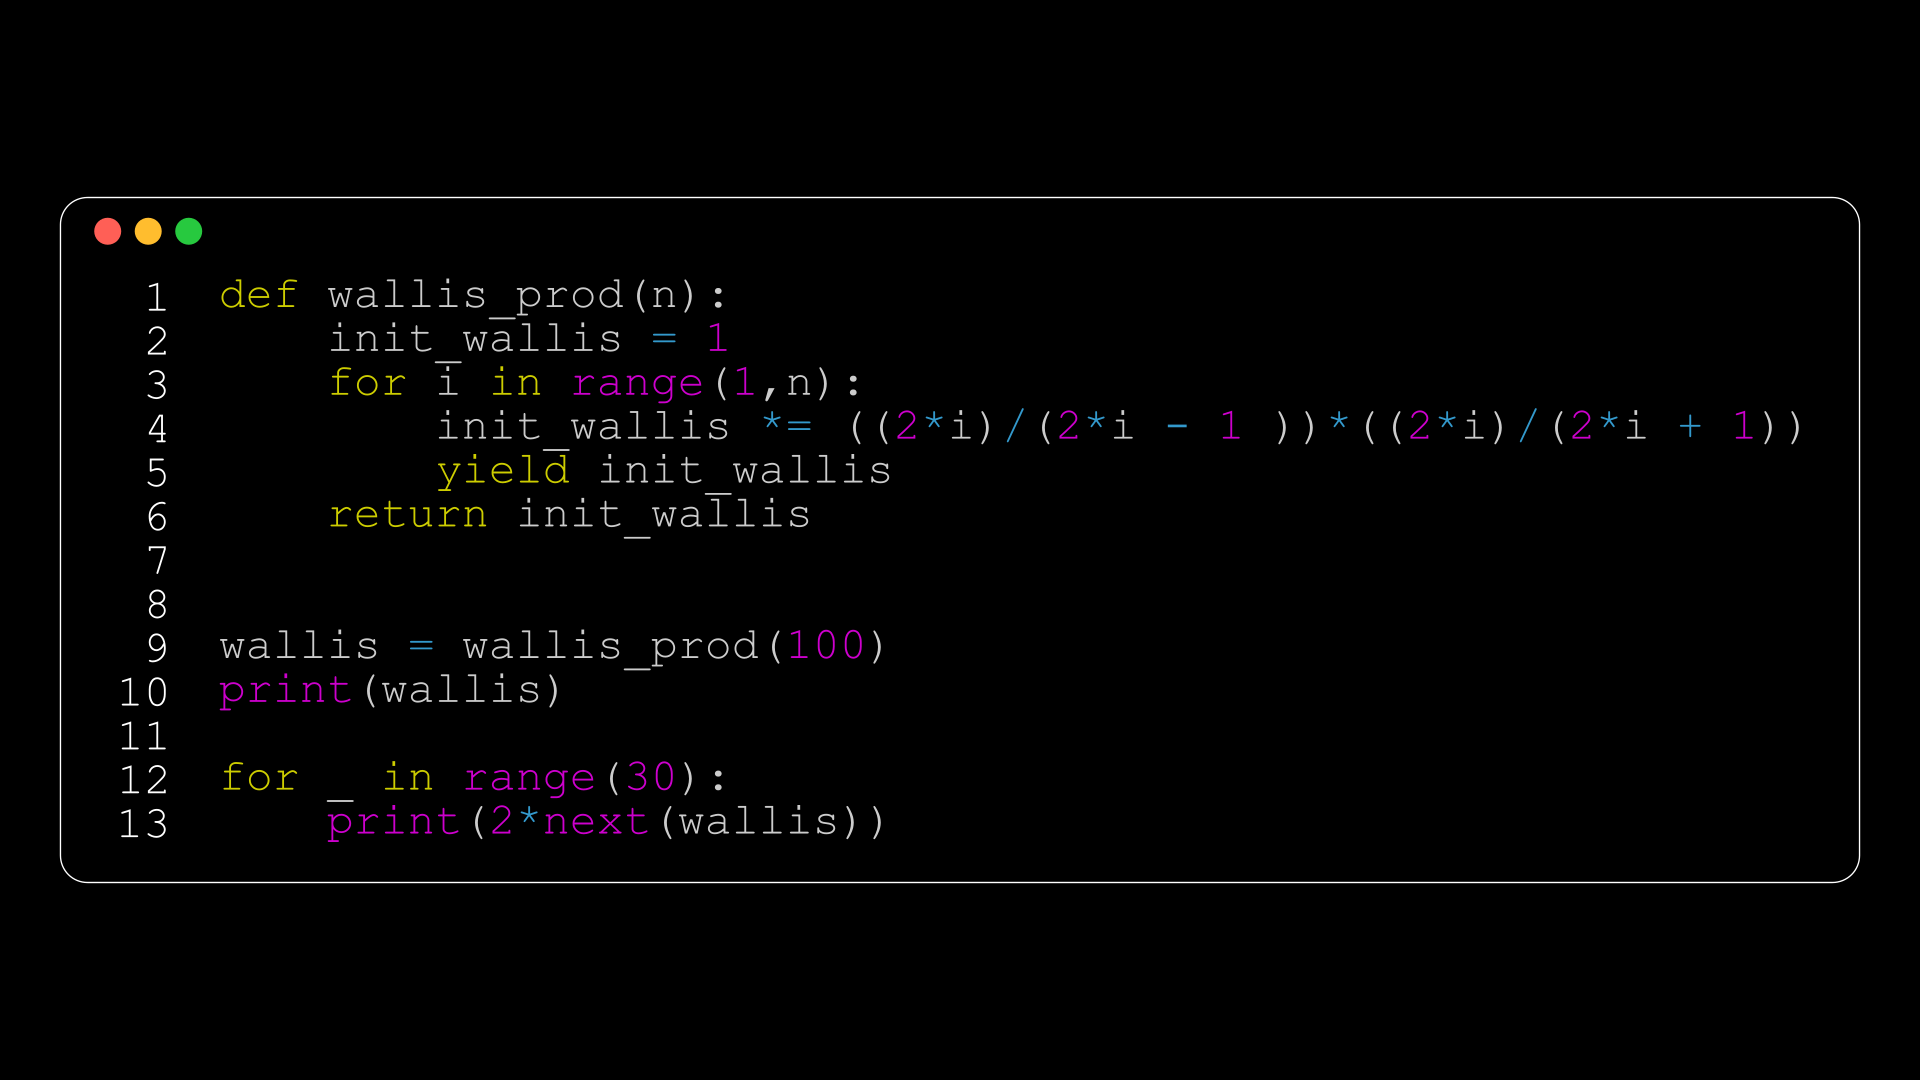 1 def wallis_prod(n):
2     init_wallis = 1
3     for i in range(1,n):
4         init_wallis *= ((2*i)/(2*i - 1 ))*((2*i)/(2*i + 1))
5         yield init_wallis
6     return init_wallis
7
8
9 wallis = wallis_prod(100)
10 print(wallis)
11
12 for _ in range(30):
13     print(2*next(wallis))